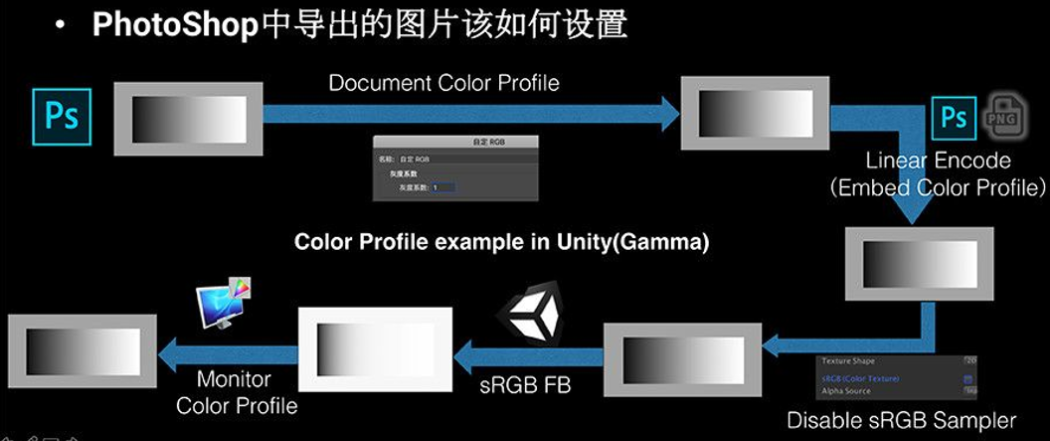 • PhotoShop中导出的图片该如何设置
Ps
Document Color Profile
自定 RGB
名称: 自定 RGB
灰度系数
灰度系数: 1
Ps
PNG
Linear Encode
(Embed Color Profile)
Color Profile example in Unity(Gamma)
Monitor
Color Profile
sRGB FB
Texture Shape
sRGB (Color Texture)
Alpha Source
Disable sRGB Sampler